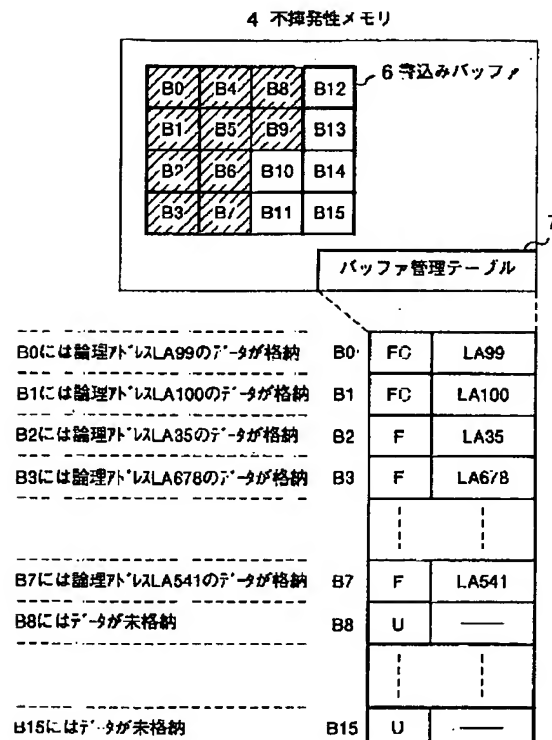 4 不揮発性メモリ
6 書込みバッファ
B0 B4 B8 B12
B1 B5 B9 B13
B2 B6 B10 B14
B3 B7 B11 B15
7
バッファ管理テーブル
B0には論理ｱﾄﾞﾚｽLA99のﾃﾞｰﾀが格納 B0 FC LA99
B1には論理ｱﾄﾞﾚｽLA100のﾃﾞｰﾀが格納 B1 FC LA100
B2には論理ｱﾄﾞﾚｽLA35のﾃﾞｰﾀが格納 B2 F LA35
B3には論理ｱﾄﾞﾚｽLA678のﾃﾞｰﾀが格納 B3 F LA678
B7には論理ｱﾄﾞﾚｽLA541のﾃﾞｰﾀが格納 B7 F LA541
B8にはﾃﾞｰﾀが未格納 B8 U —
B15にはﾃﾞｰﾀが未格納 B15 U —